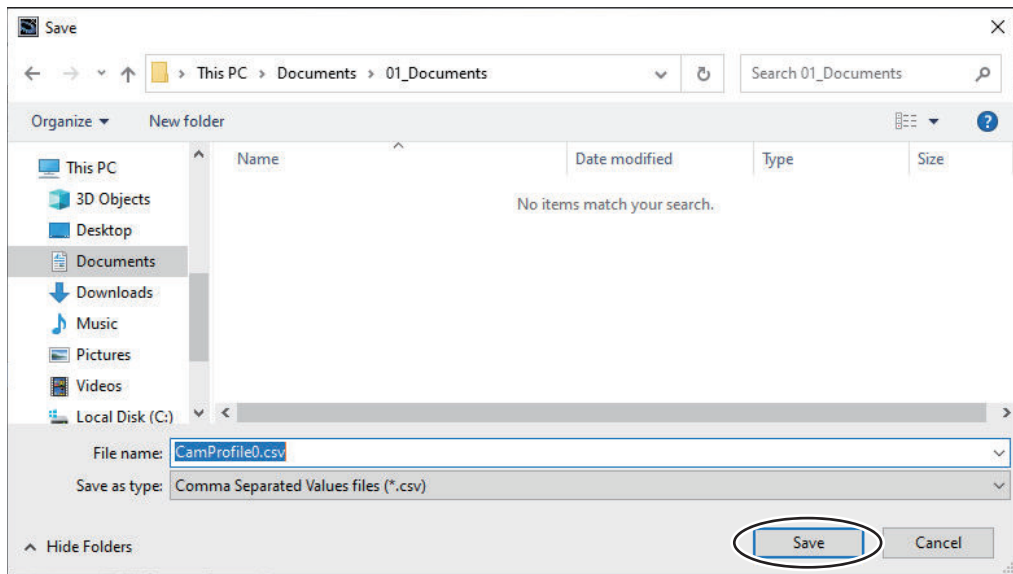 Save
This PC > Documents > 01_Documents
Search 01_Documents
Organize
New folder
Name
Date modified
Type
Size
No items match your search.
This PC
3D Objects
Desktop
Documents
Downloads
Music
Pictures
Videos
Local Disk (C:)
File name: CamProfile0.csv
Save as type: Comma Separated Values files (*.csv)
Hide Folders
Save
Cancel